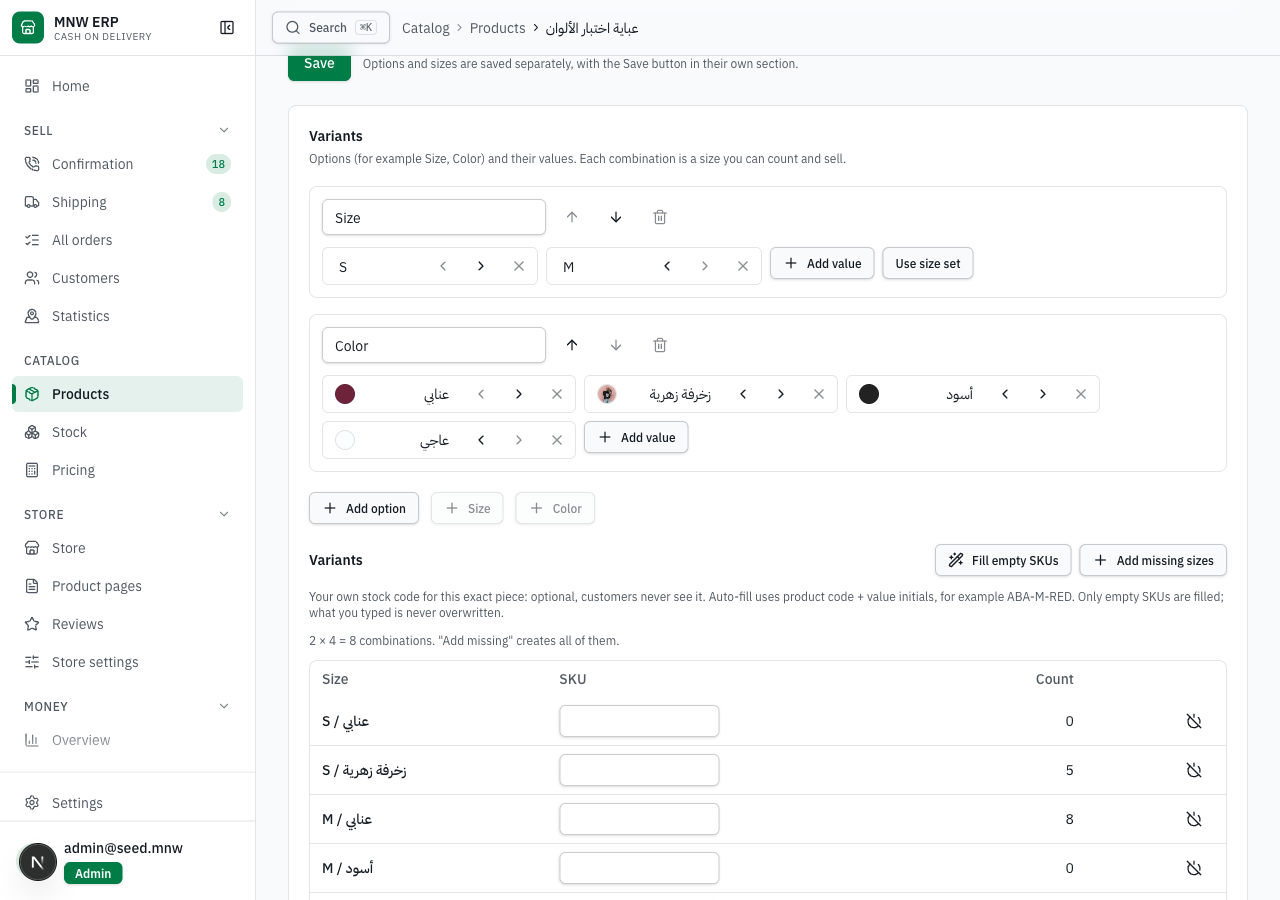 MNW ERP
CASH ON DELIVERY
Search ⌘K
Catalog › Products › عباية اختبار الألوان
Save
Options and sizes are saved separately, with the Save button in their own section.
Home
SELL
Confirmation 18
Shipping 8
All orders
Customers
Statistics
CATALOG
Products
Stock
Pricing
STORE
Store
Product pages
Reviews
Store settings
MONEY
Overview
Settings
N
admin@seed.mnw
Admin
Variants
Options (for example Size, Color) and their values. Each combination is a size you can count and sell.
Size
S
M
Add value
Use size set
Color
عنابي
زخرفة زهرية
أسود
عاجي
Add value
Add option
Size
Color
Variants
Fill empty SKUs
Add missing sizes
Your own stock code for this exact piece: optional, customers never see it. Auto-fill uses product code + value initials, for example ABA-M-RED. Only empty SKUs are filled;
what you typed is never overwritten.
2 × 4 = 8 combinations. "Add missing" creates all of them.
Size SKU Count
S / عنابي 0
S / زخرفة زهرية 5
M / عنابي 8
M / أسود 0